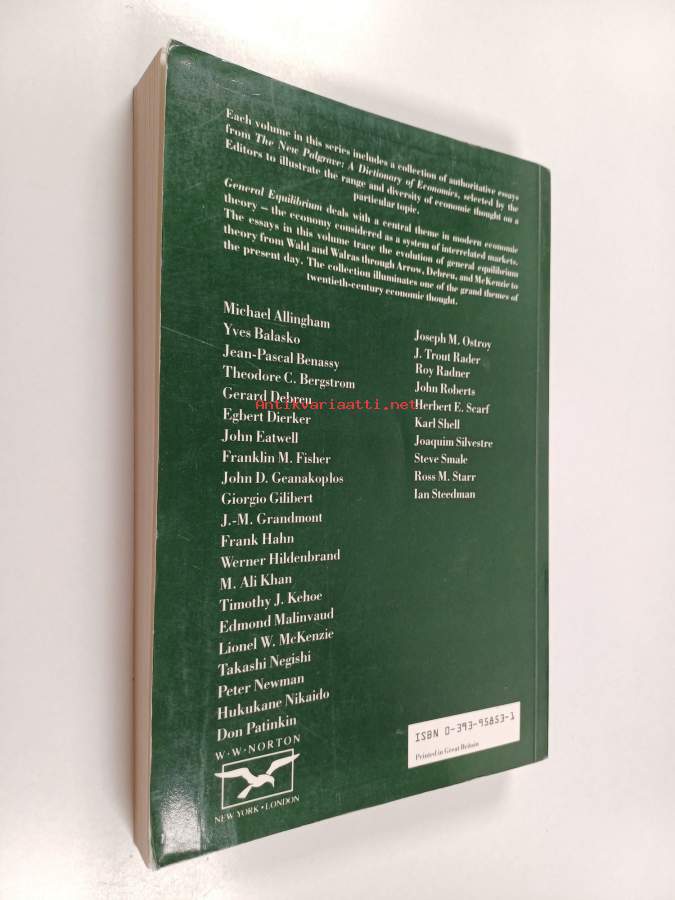 Each volume in this series includes a collection of authoritative essays
from The New Palgrave: A Dictionary of Economics, selected by the
Editors to illustrate the range and diversity of economic thought on a
particular topic.
General Equilibrium deals with a central theme in modern economic
theory – the economy considered as a system of interrelated markets.
The essays in this volume trace the evolution of general equilibrium
theory from Wald and Walras through Arrow, Debreu, and McKenzie to
the present day. The collection illuminates one of the grand themes of
twentieth-century economic thought.
Michael Allingham
Yves Balasko
Jean-Pascal Benassy
Theodore C. Bergstrom
Gerard Debreu
Egbert Dierker
John Eatwell
Franklin M. Fisher
John D. Geanakoplos
Giorgio Gilibert
J.-M. Grandmont
Frank Hahn
Werner Hildenbrand
M. Ali Khan
Timothy J. Kehoe
Edmond Malinvaud
Lionel W. McKenzie
Takashi Negishi
Peter Newman
Hukukane Nikaido
Don Patinkin
Joseph M. Ostroy
J. Trout Rader
Roy Radner
John Roberts
Herbert E. Scarf
Karl Shell
Joaquim Silvestre
Steve Smale
Ross M. Starr
Ian Steedman
Antikvariaatti.net
W·W·NORTON
NEW YORK·LONDON
ISBN 0-393-95853-1
Printed in Great Britain